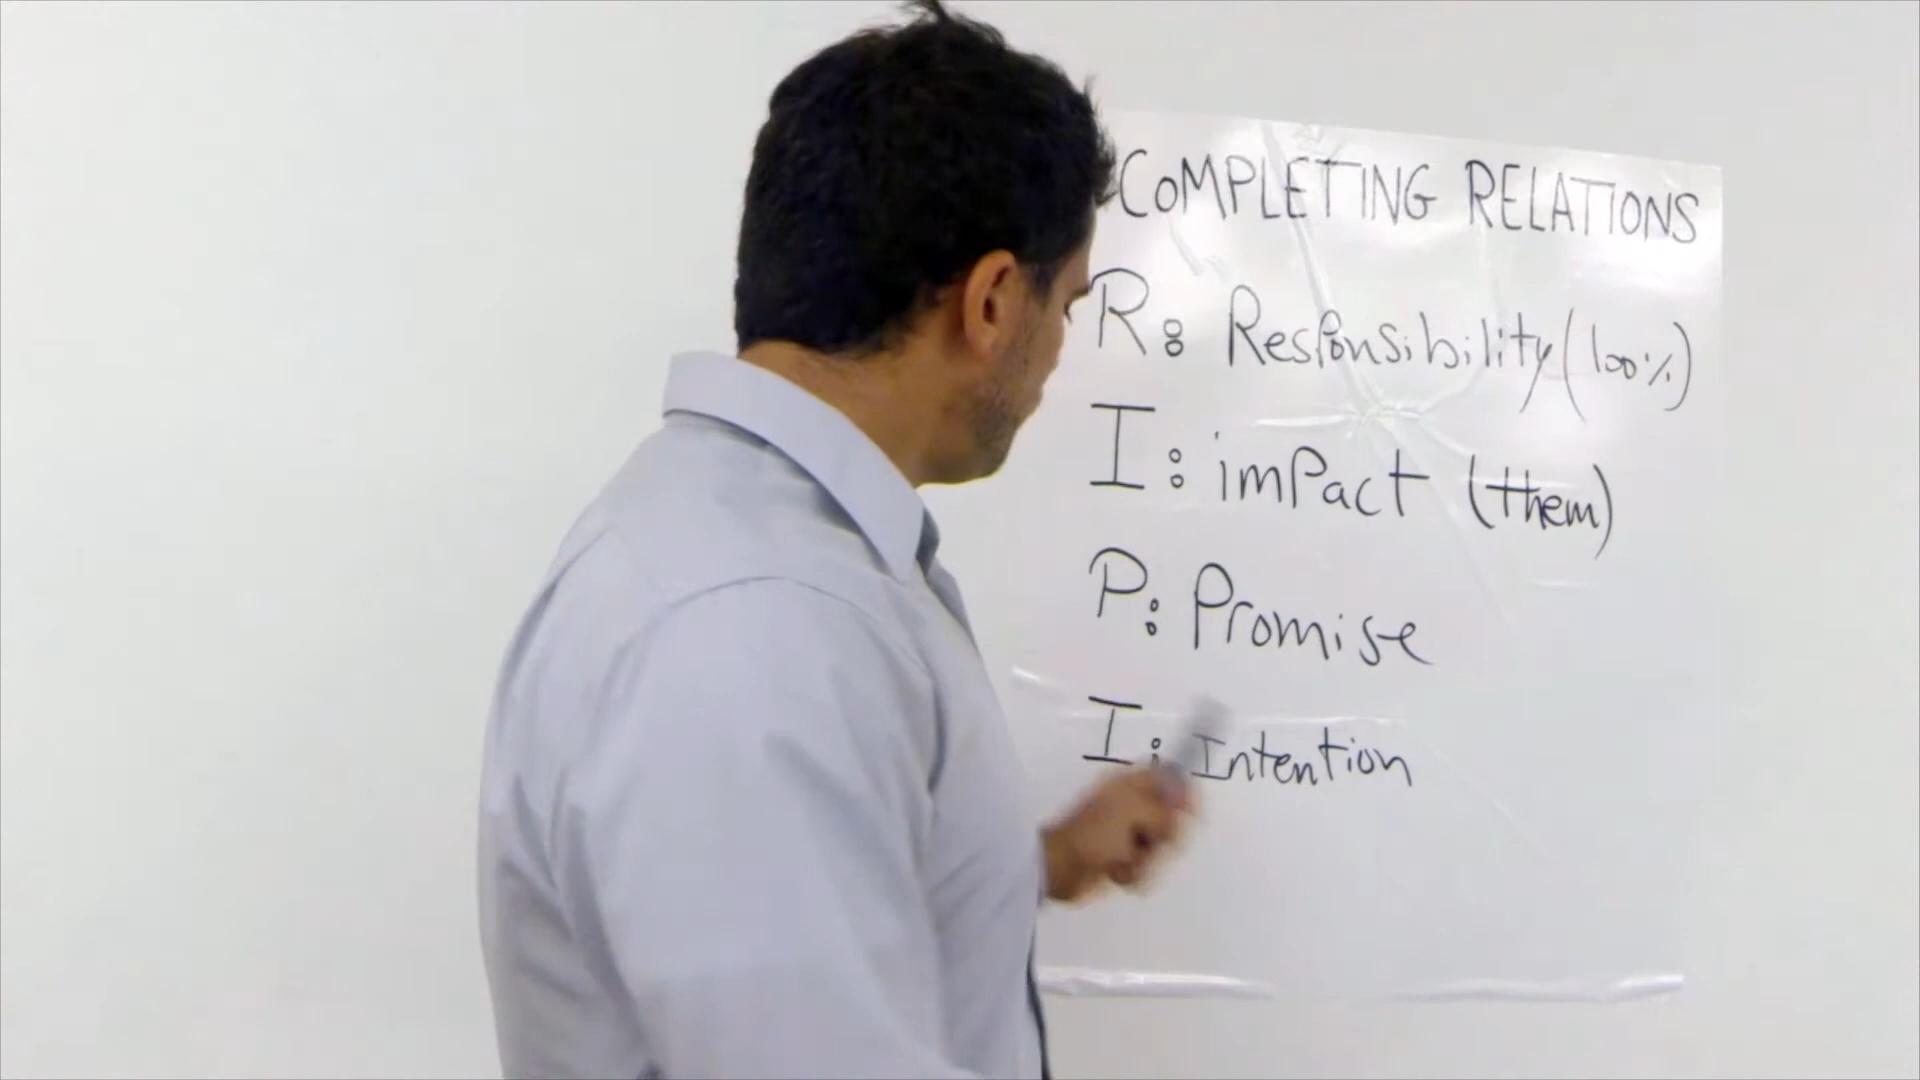 COMPLETING RELATIONS
R: Responsibility (100%)
I: imPact (them)
P: Promise
I: Intention